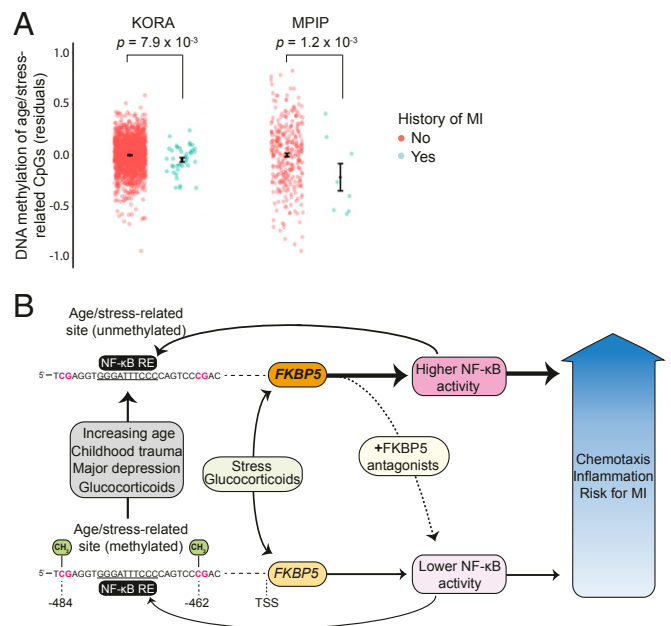 A
KORA
MPIP
p = 7.9 x 10⁻³
p = 1.2 x 10⁻³
DNA methylation of age/stress-
related CpGs (residuals)
1.0
0.5
0.0
-0.5
-1.0
History of MI
No
Yes
B
Age/stress-related
site (unmethylated)
NF-κB RE
5'–TCGAGGTGGGATTTCCCCAGTCCCGAC
FKBP5
Higher NF-κB
activity
Increasing age
Childhood trauma
Major depression
Glucocorticoids
Stress
Glucocorticoids
+FKBP5
antagonists
Chemotaxis
Inflammation
Risk for MI
Age/stress-related
site (methylated)
CH₃
CH₃
5'–TCGAGGTGGGATTTCCCCAGTCCCGAC
NF-κB RE
FKBP5
Lower NF-κB
activity
-484
-462
TSS